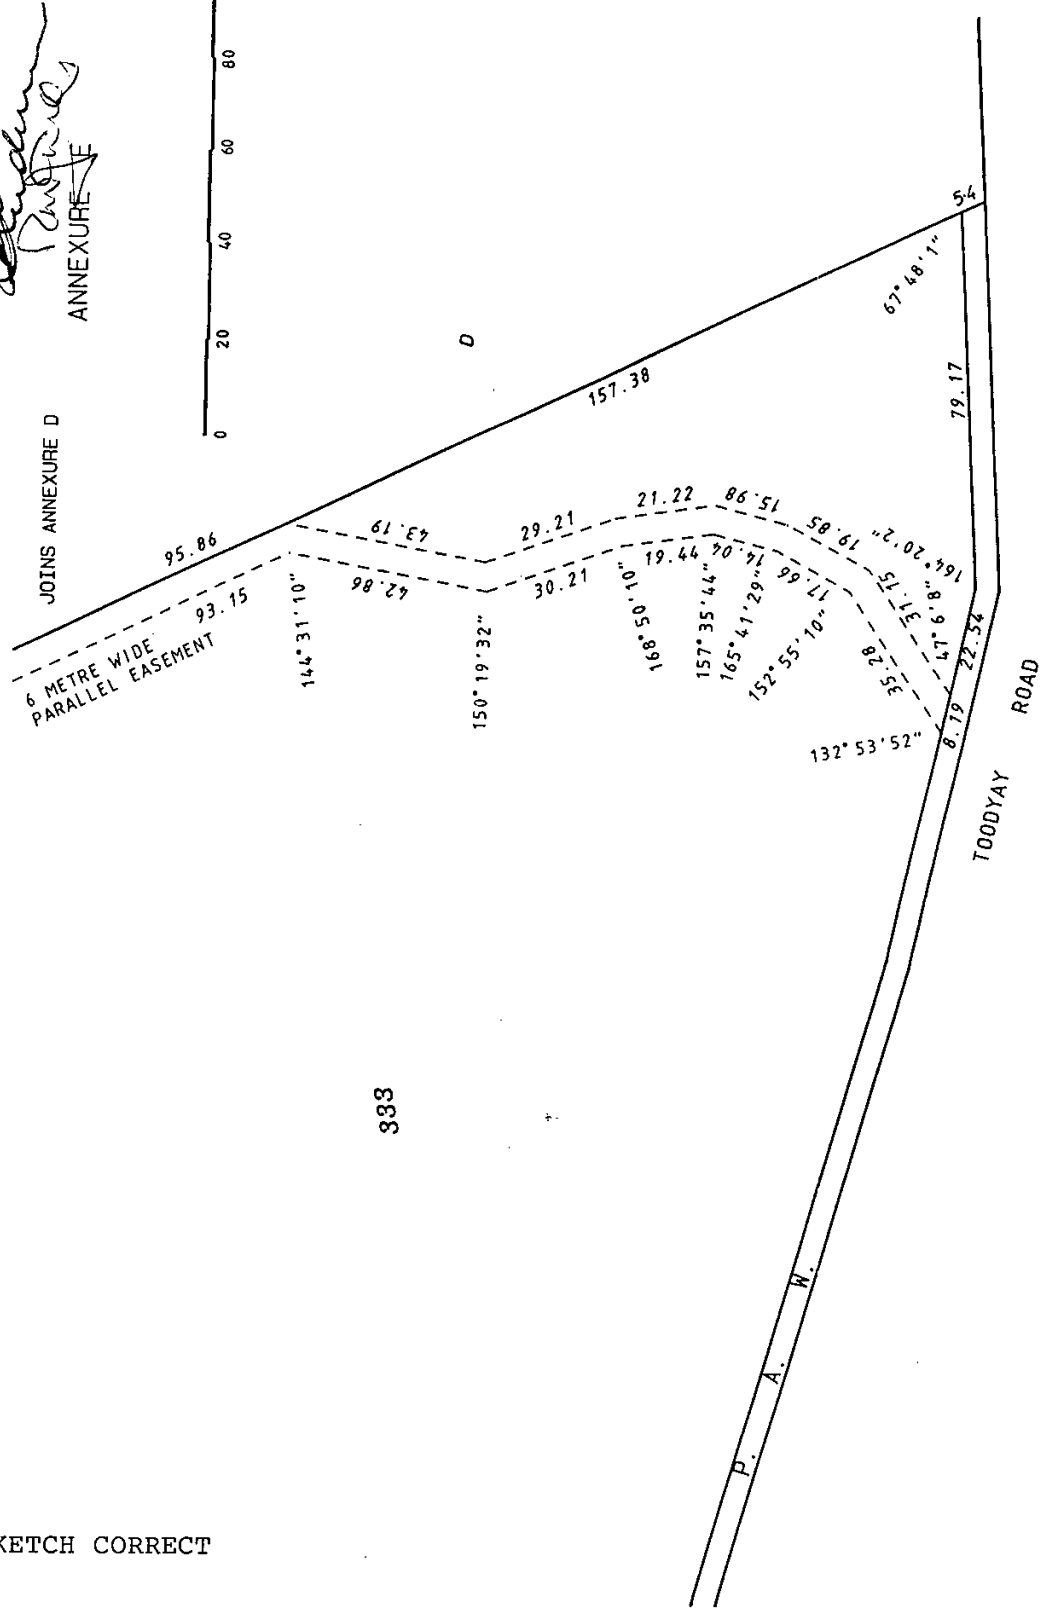 ANNEXURE E
JOINS ANNEXURE D
0 20 40 60 80
95.86
93.15
6 METRE WIDE
PARALLEL EASEMENT
D
157.38
5.4
67° 48' 1"
79.17
43.19
29.21
21.22
15.98
19.85
31.15
164° 20' 2"
47° 6' 8"
22.54
8.19
42.86
30.21
19.44
14.04
17.66
35.28
144° 31' 10"
150° 19' 32"
168° 50' 10"
157° 35' 44"
165° 41' 29"
152° 55' 10"
132° 53' 52"
TOODYAY ROAD
333
P. A. W.
KETCH CORRECT